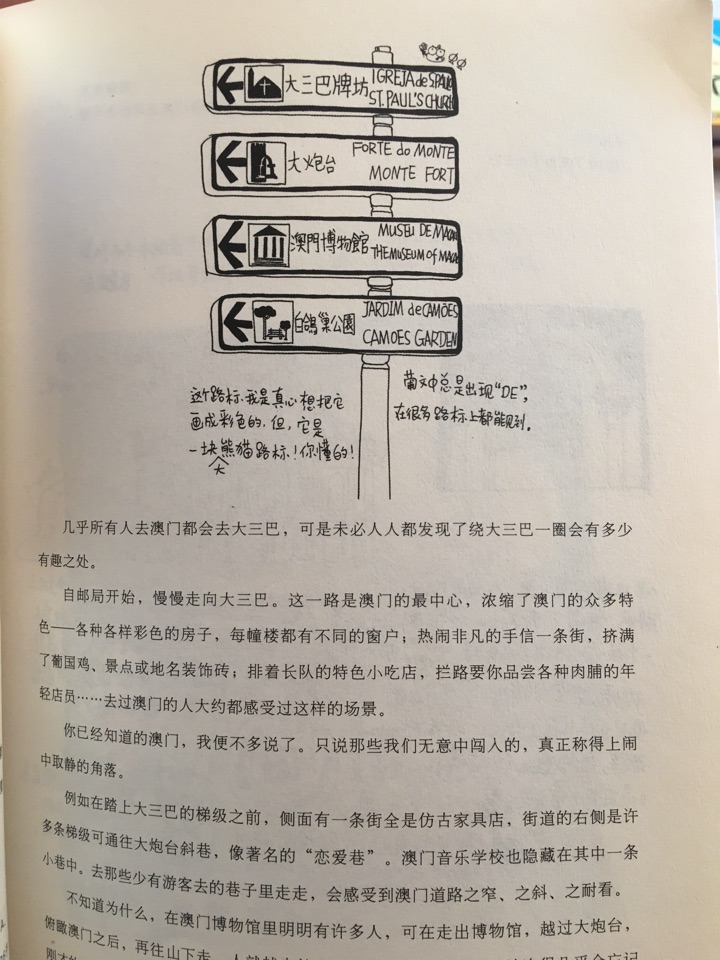 大三巴牌坊 IGREJA de S.PAULO
ST. PAUL'S CHURCH
大炮台 FORTE do MONTE
MONTE FORT
澳門博物館 MUSEU DE MACAU
THE MUSEUM of MACAU
白鴿巢公園 JARDIM de CAMÕES
CAMOES GARDEN
这个路标、我是真心想把它
画成彩色的，但，它是
一块大熊猫路标！你懂的！
葡文中总是出现“DE”，
在很多路标上都能见到。
几乎所有人去澳门都会去大三巴，可是未必人人都发现了绕大三巴一圈会有多少
有趣之处。
自邮局开始，慢慢走向大三巴。这一路是澳门的最中心，浓缩了澳门的众多特
色——各种各样彩色的房子，每幢楼都有不同的窗户；热闹非凡的手信一条街，挤满
了葡国鸡、景点或地名装饰砖；排着长队的特色小吃店，拦路要你品尝各种肉脯的年
轻店员……去过澳门的人大约都感受过这样的场景。
你已经知道的澳门，我便不多说了。只说那些我们无意中闯入的，真正称得上闹
中取静的角落。
例如在踏上大三巴的梯级之前，侧面有一条街全是仿古家具店，街道的右侧是许
多条梯级可通往大炮台斜巷，像著名的“恋爱巷”。澳门音乐学校也隐藏在其中一条
小巷中。去那些少有游客去的巷子里走走，会感受到澳门道路之窄、之斜、之耐看。
不知道为什么，在澳门博物馆里明明有许多人，可在走出博物馆，越过大炮台，
俯瞰澳门之后，再往山下走，人就越